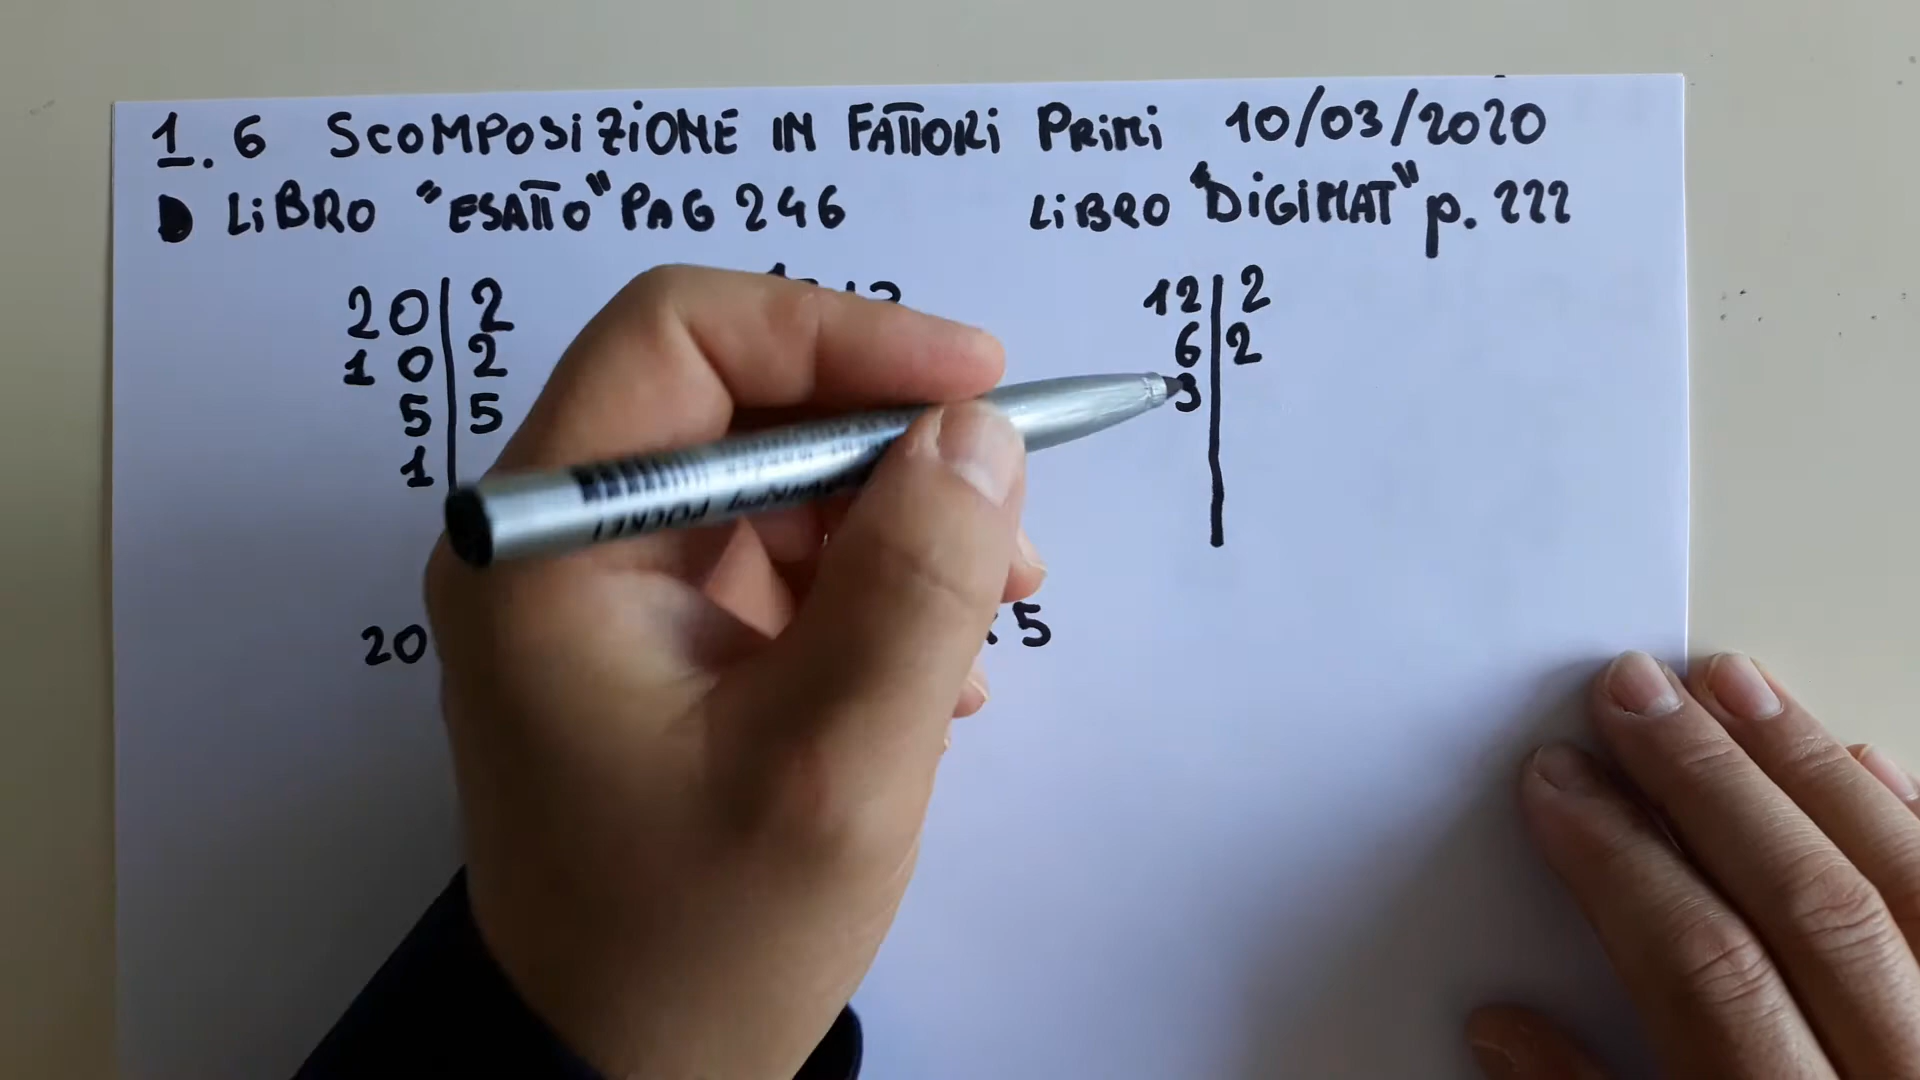 1.6 SCOMPOSIZIONE IN FATTORI PRIMI 10/03/2020
LIBRO "ESATTO" PAG 246 LIBRO "DIGIMAT" p. 222
20 2 12 2
10 2 6 2
5 5 3
1
20 x 5
POCKET